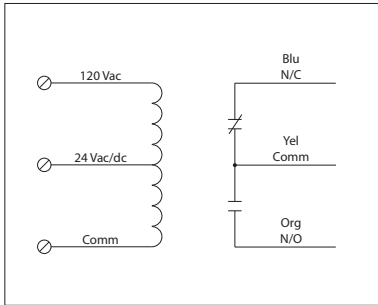 120 Vac
24 Vac/dc
Comm
Blu
N/C
Yel
Comm
Org
N/O